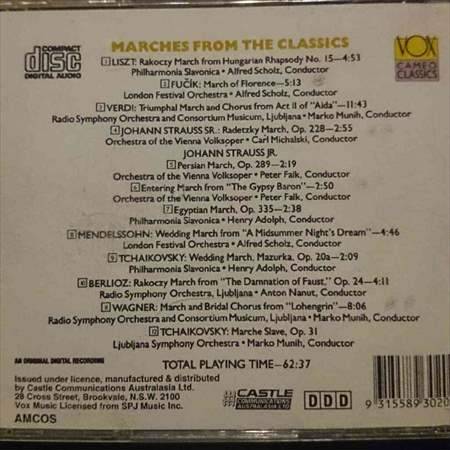 MARCHES FROM THE CLASSICS
COMPACT
disc
DIGITAL AUDIO
VOX
CAMEO
CLASSICS
1 LISZT: Rakoczy March from Hungarian Rhapsody No. 15—4:53
Philharmonia Slavonica • Alfred Scholz, Conductor
2 FUČÍK: March of Florence—5:13
London Festival Orchestra • Alfred Scholz, Conductor
3 VERDI: Triumphal March and Chorus from Act II of "Aida"—11:43
Radio Symphony Orchestra and Consortium Musicum, Ljubljana • Marko Munih, Conductor
4 JOHANN STRAUSS SR.: Radetzky March, Op. 228—2:55
Orchestra of the Vienna Volksoper • Carl Michalski, Conductor
JOHANN STRAUSS JR.
5 Persian March, Op. 289—2:19
Orchestra of the Vienna Volksoper • Peter Falk, Conductor
6 Entering March from "The Gypsy Baron"—2:50
Orchestra of the Vienna Volksoper • Peter Falk, Conductor
7 Egyptian March, Op. 335—2:38
Philharmonia Slavonica • Henry Adolph, Conductor
8 MENDELSSOHN: Wedding March from "A Midsummer Night's Dream"—4:46
London Festival Orchestra • Alfred Scholz, Conductor
9 TCHAIKOVSKY: Wedding March, Mazurka, Op. 20a—2:09
Philharmonia Slavonica • Henry Adolph, Conductor
BERLIOZ: Rakoczy March from "The Damnation of Faust," Op. 24—4:11
Radio Symphony Orchestra, Ljubljana • Anton Nanut, Conductor
WAGNER: March and Bridal Chorus from "Lohengrin"—8:06
Radio Symphony Orchestra and Consortium Musicum, Ljubljana • Marko Munih, Conductor
TCHAIKOVSKY: Marche Slave, Op. 31
Ljubljana Symphony Orchestra • Marko Munih, Conductor
AN ORIGINAL DIGITAL RECORDING
TOTAL PLAYING TIME—62:37
Issued under licence, manufactured & distributed
by Castle Communications Australasia Ltd.
28 Cross Street, Brookvale, N.S.W. 2100
Vox Music Licensed from SPJ Music Inc.
AMCOS
CASTLE
COMMUNICATIONS
AUSTRALASIA LTD
DDD
9 315589 3020